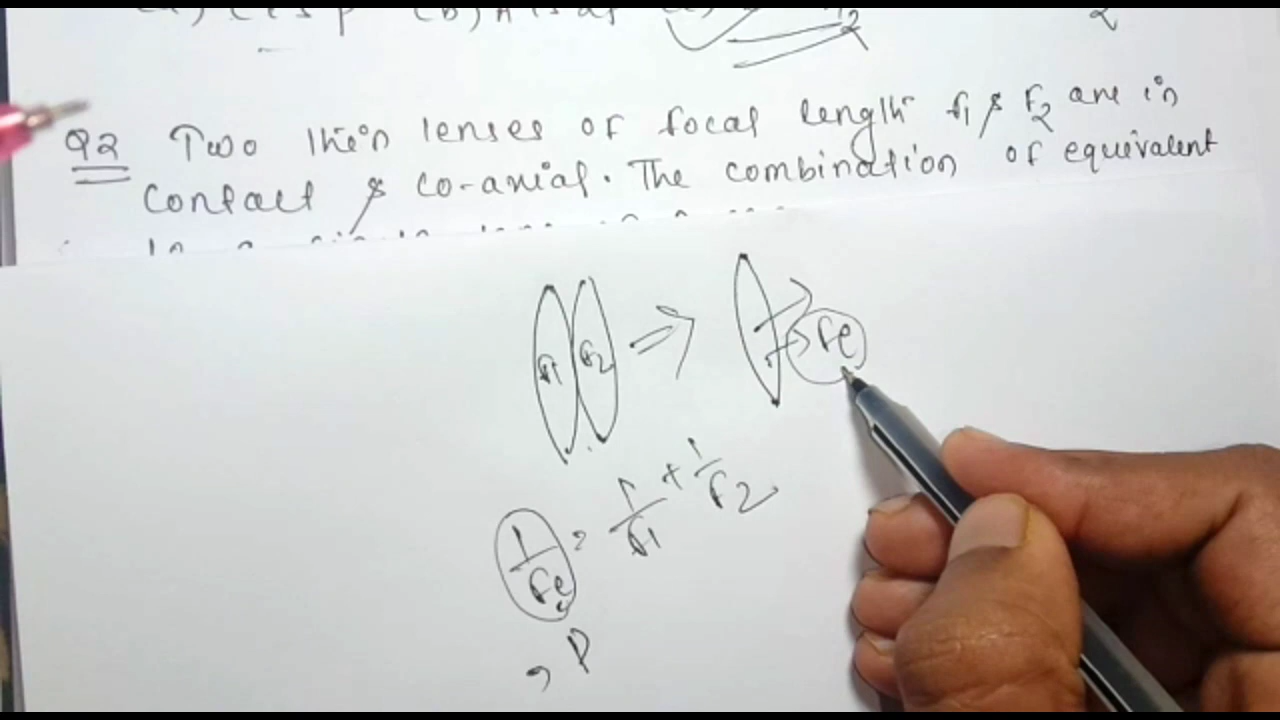 Q2 Two thin lenses of focal length f1 & f2 are in
contact & co-axial. The combination of equivalent
f1 f2 ⇒ fe
1/fe = 1/f1 + 1/f2
, P